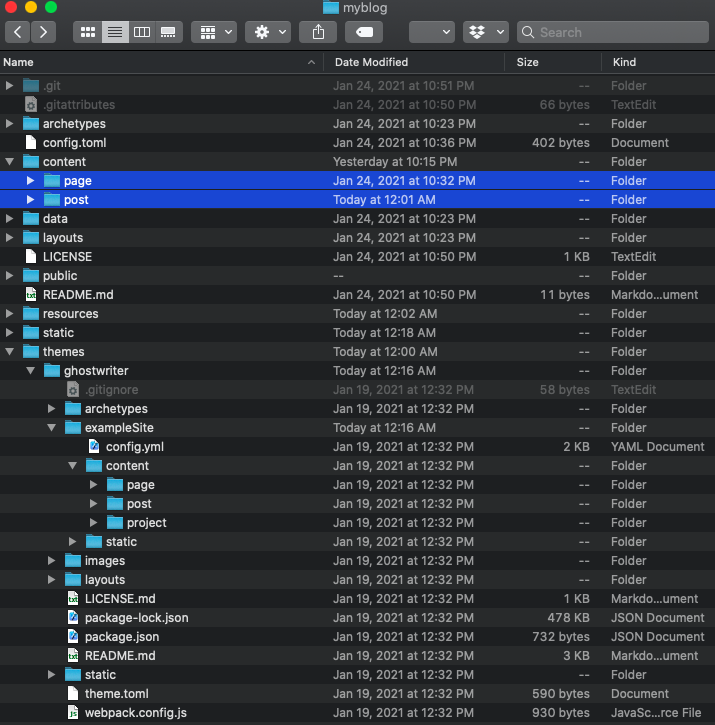 myblog
Search
Name Date Modified Size Kind
.git Jan 24, 2021 at 10:51 PM -- Folder
.gitattributes Jan 24, 2021 at 10:50 PM 66 bytes TextEdit
archetypes Jan 24, 2021 at 10:23 PM -- Folder
config.toml Jan 24, 2021 at 10:36 PM 402 bytes Document
content Yesterday at 10:15 PM -- Folder
page Jan 24, 2021 at 10:32 PM -- Folder
post Today at 12:01 AM -- Folder
data Jan 24, 2021 at 10:23 PM -- Folder
layouts Jan 24, 2021 at 10:23 PM -- Folder
LICENSE Jan 24, 2021 at 10:50 PM 1 KB TextEdit
public -- -- Folder
README.md Jan 24, 2021 at 10:50 PM 11 bytes Markdo...ument
resources Today at 12:02 AM -- Folder
static Today at 12:18 AM -- Folder
themes Today at 12:00 AM -- Folder
ghostwriter Today at 12:16 AM -- Folder
.gitignore Jan 19, 2021 at 12:32 PM 58 bytes TextEdit
archetypes Jan 19, 2021 at 12:32 PM -- Folder
exampleSite Today at 12:16 AM -- Folder
config.yml Jan 19, 2021 at 12:32 PM 2 KB YAML Document
content Jan 19, 2021 at 12:32 PM -- Folder
page Jan 19, 2021 at 12:32 PM -- Folder
post Jan 19, 2021 at 12:32 PM -- Folder
project Jan 19, 2021 at 12:32 PM -- Folder
static Jan 19, 2021 at 12:32 PM -- Folder
images Jan 19, 2021 at 12:32 PM -- Folder
layouts Jan 19, 2021 at 12:32 PM -- Folder
LICENSE.md Jan 19, 2021 at 12:32 PM 1 KB Markdo...ument
package-lock.json Jan 19, 2021 at 12:32 PM 478 KB JSON Document
package.json Jan 19, 2021 at 12:32 PM 732 bytes JSON Document
README.md Jan 19, 2021 at 12:32 PM 3 KB Markdo...ument
static Jan 19, 2021 at 12:32 PM -- Folder
theme.toml Jan 19, 2021 at 12:32 PM 590 bytes Document
webpack.config.js Jan 19, 2021 at 12:32 PM 930 bytes JavaSc...rce File